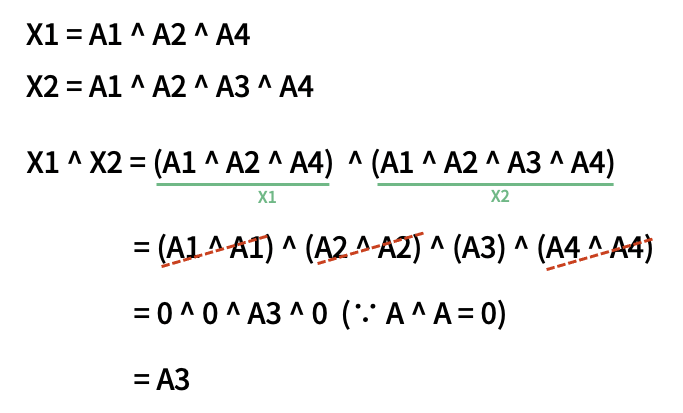 X1 = A1 ^ A2 ^ A4
X2 = A1 ^ A2 ^ A3 ^ A4
X1 ^ X2 = (A1 ^ A2 ^ A4) ^ (A1 ^ A2 ^ A3 ^ A4)
X1 X2
= (A1 ^ A1) ^ (A2 ^ A2) ^ (A3) ^ (A4 ^ A4)
= 0 ^ 0 ^ A3 ^ 0 (∵ A ^ A = 0)
= A3